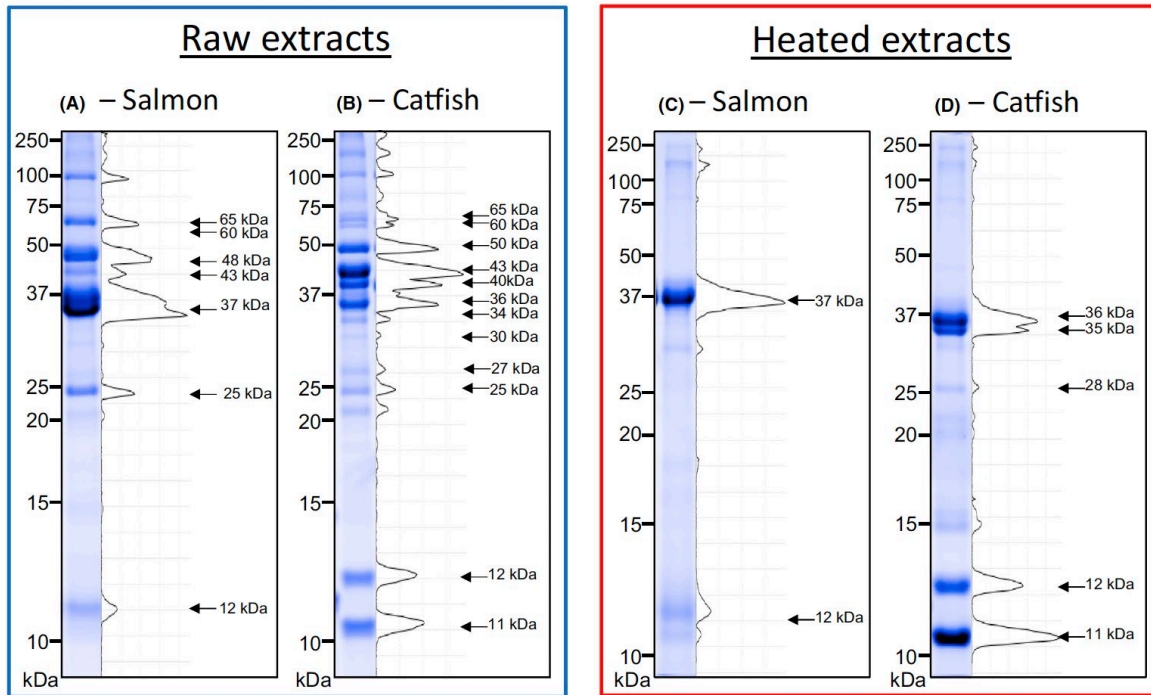 Raw extracts
(A) – Salmon
250
100
75
50
37
25
20
15
10
kDa
65 kDa
60 kDa
48 kDa
43 kDa
37 kDa
25 kDa
12 kDa
(B) – Catfish
250
100
75
50
37
25
20
15
10
kDa
65 kDa
60 kDa
50 kDa
43 kDa
40kDa
36 kDa
34 kDa
30 kDa
27 kDa
25 kDa
12 kDa
11 kDa
Heated extracts
(C) – Salmon
250
100
75
50
37
25
20
15
10
kDa
37 kDa
12 kDa
(D) – Catfish
250
100
75
50
37
25
20
15
10
kDa
36 kDa
35 kDa
28 kDa
12 kDa
11 kDa